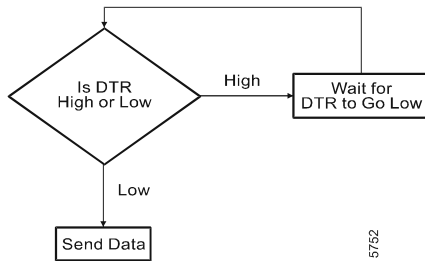 Is DTR
High or Low
High
Wait for
DTR to Go Low
Low
Send Data
5752